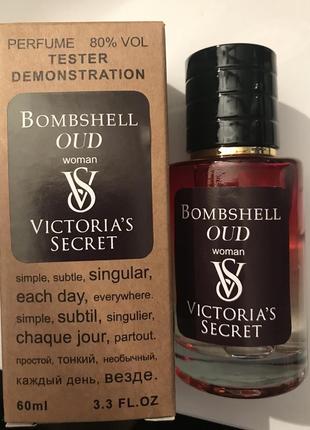 PERFUME 80% VOL
TESTER
DEMONSTRATION
BOMBSHELL
OUD
woman
VS
VICTORIA'S
SECRET
simple, subtle, singular,
each day, everywhere.
simple, subtil, singulier,
chaque jour, partout.
простой, тонкий, необычный,
каждый день, везде.
60ml 3.3 FL.OZ
BOMBSHELL
OUD
woman
VS
VICTORIA'S
SECRET